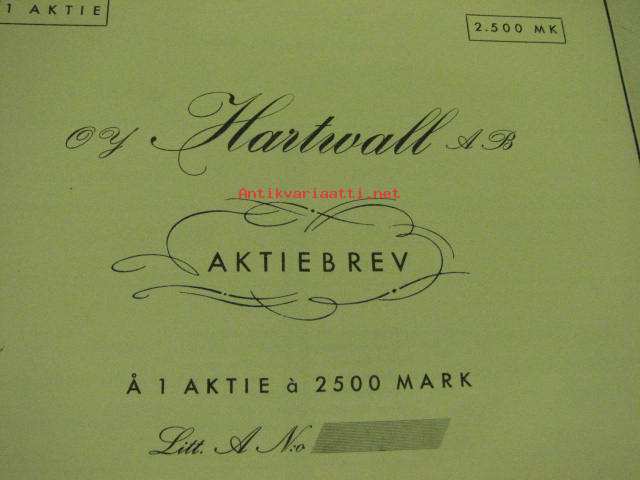 1 AKTIE
2.500 MK
OY Hartwall AB
Antikvariaatti.net
AKTIEBREV
Å 1 AKTIE à 2500 MARK
Litt. A N:o